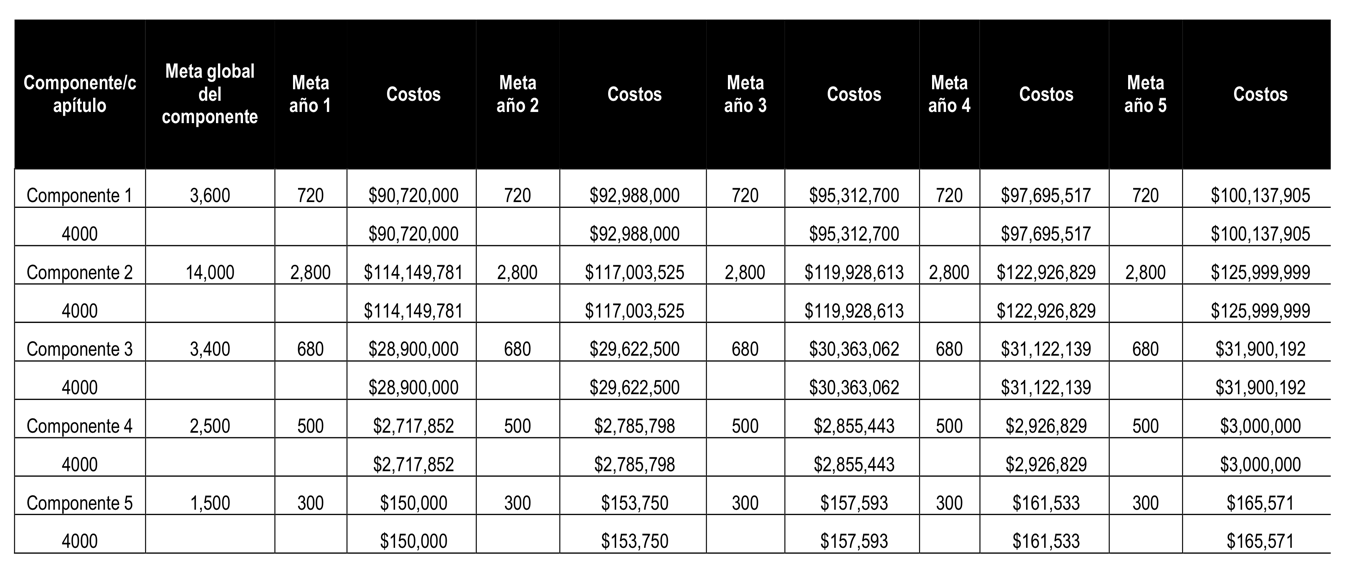 Componente/c
apítulo
Meta global
del
componente
Meta
año 1
Costos
Meta
año 2
Costos
Meta
año 3
Costos
Meta
año 4
Costos
Meta
año 5
Costos
Componente 1 3,600 720 $90,720,000 720 $92,988,000 720 $95,312,700 720 $97,695,517 720 $100,137,905
4000 $90,720,000 $92,988,000 $95,312,700 $97,695,517 $100,137,905
Componente 2 14,000 2,800 $114,149,781 2,800 $117,003,525 2,800 $119,928,613 2,800 $122,926,829 2,800 $125,999,999
4000 $114,149,781 $117,003,525 $119,928,613 $122,926,829 $125,999,999
Componente 3 3,400 680 $28,900,000 680 $29,622,500 680 $30,363,062 680 $31,122,139 680 $31,900,192
4000 $28,900,000 $29,622,500 $30,363,062 $31,122,139 $31,900,192
Componente 4 2,500 500 $2,717,852 500 $2,785,798 500 $2,855,443 500 $2,926,829 500 $3,000,000
4000 $2,717,852 $2,785,798 $2,855,443 $2,926,829 $3,000,000
Componente 5 1,500 300 $150,000 300 $153,750 300 $157,593 300 $161,533 300 $165,571
4000 $150,000 $153,750 $157,593 $161,533 $165,571